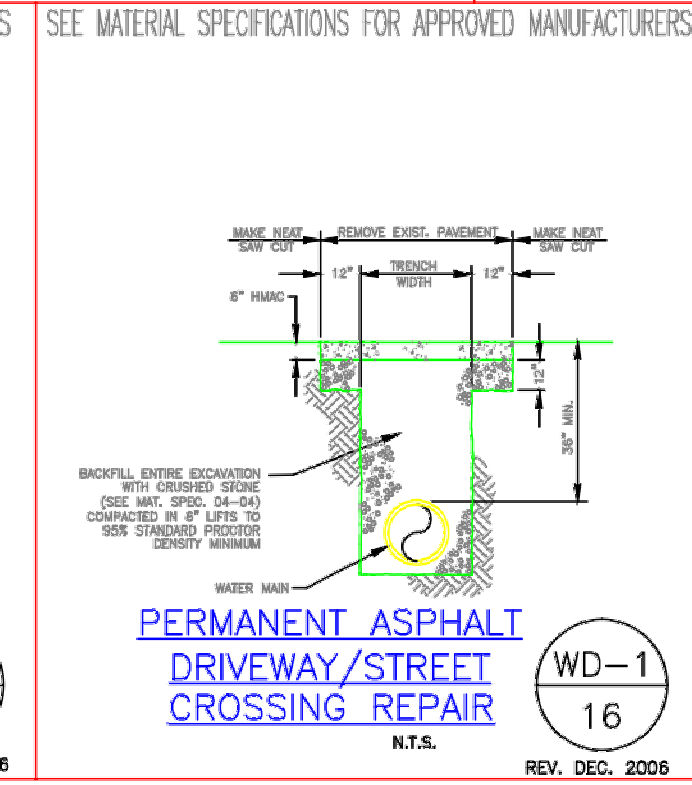 S
SEE MATERIAL SPECIFICATIONS FOR APPROVED MANUFACTURERS
MAKE NEAT
SAW CUT
REMOVE EXIST. PAVEMENT
MAKE NEAT
SAW CUT
12"
TRENCH
WIDTH
12"
6" HMAC
12"
36" MIN.
BACKFILL ENTIRE EXCAVATION
WITH CRUSHED STONE
(SEE MAT. SPEC. 04-04)
COMPACTED IN 6" LIFTS TO
95% STANDARD PROCTOR
DENSITY MINIMUM
WATER MAIN
PERMANENT ASPHALT
DRIVEWAY/STREET
CROSSING REPAIR
N.T.S.
WD-1
16
6
REV. DEC. 2006